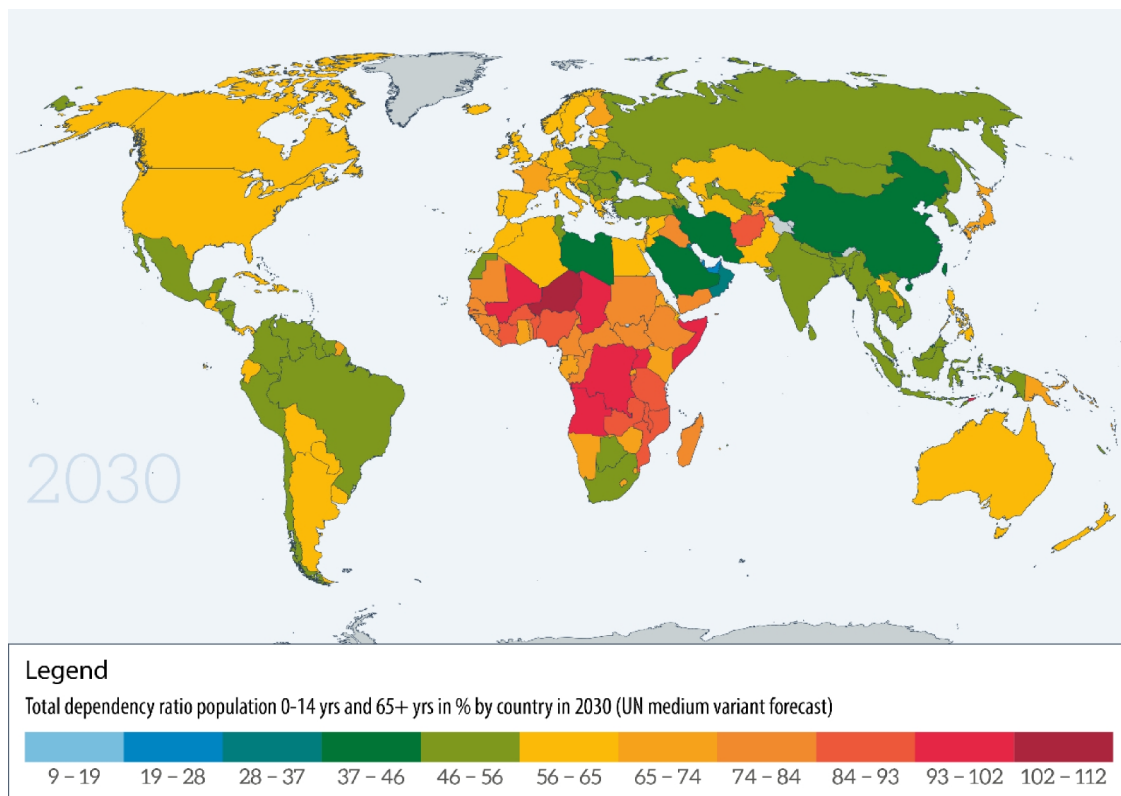 2030
Legend
Total dependency ratio population 0-14 yrs and 65+ yrs in % by country in 2030 (UN medium variant forecast)
9 – 19 19 – 28 28 – 37 37 – 46 46 – 56 56 – 65 65 – 74 74 – 84 84 – 93 93 – 102 102 – 112